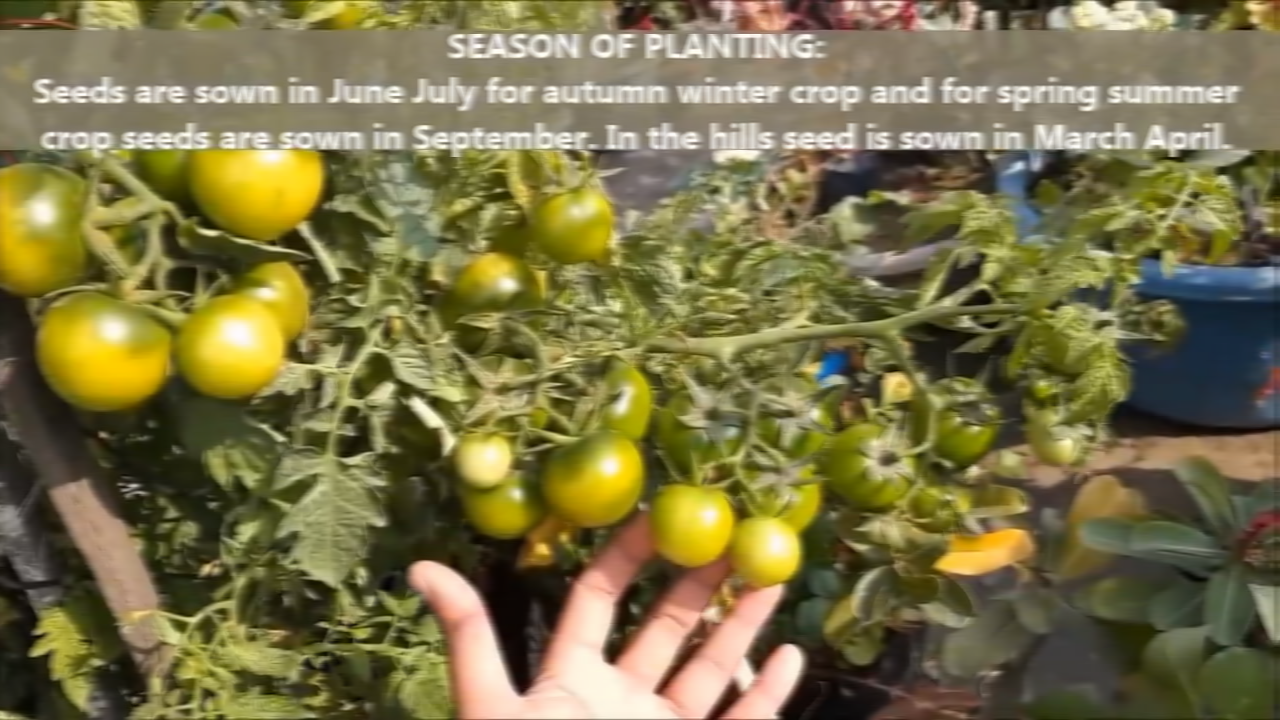 SEASON OF PLANTING:
Seeds are sown in June July for autumn winter crop and for spring summer
crop seeds are sown in September. In the hills seed is sown in March April.